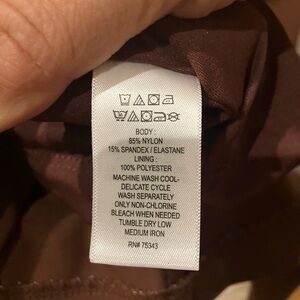 BODY :
85% NYLON
15% SPANDEX / ELASTANE
LINING :
100% POLYESTER
MACHINE WASH COOL-
DELICATE CYCLE
WASH SEPARATELY
ONLY NON-CHLORINE
BLEACH WHEN NEEDED
TUMBLE DRY LOW
MEDIUM IRON
RN# 75343